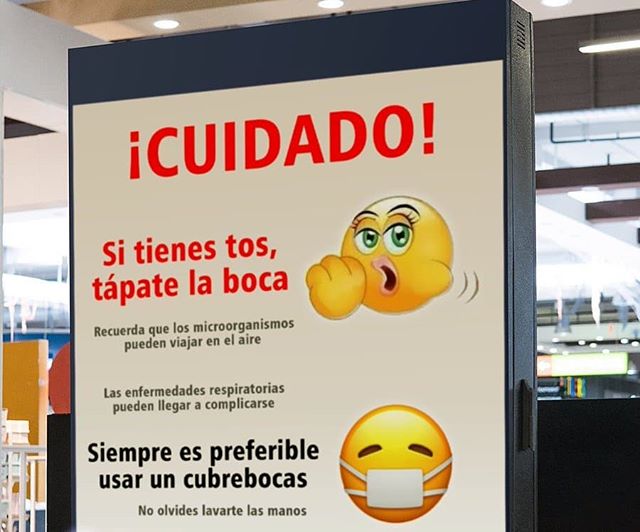 ¡CUIDADO!
Si tienes tos,
tápate la boca
Recuerda que los microorganismos
pueden viajar en el aire
Las enfermedades respiratorias
pueden llegar a complicarse
Siempre es preferible
usar un cubrebocas
No olvides lavarte las manos